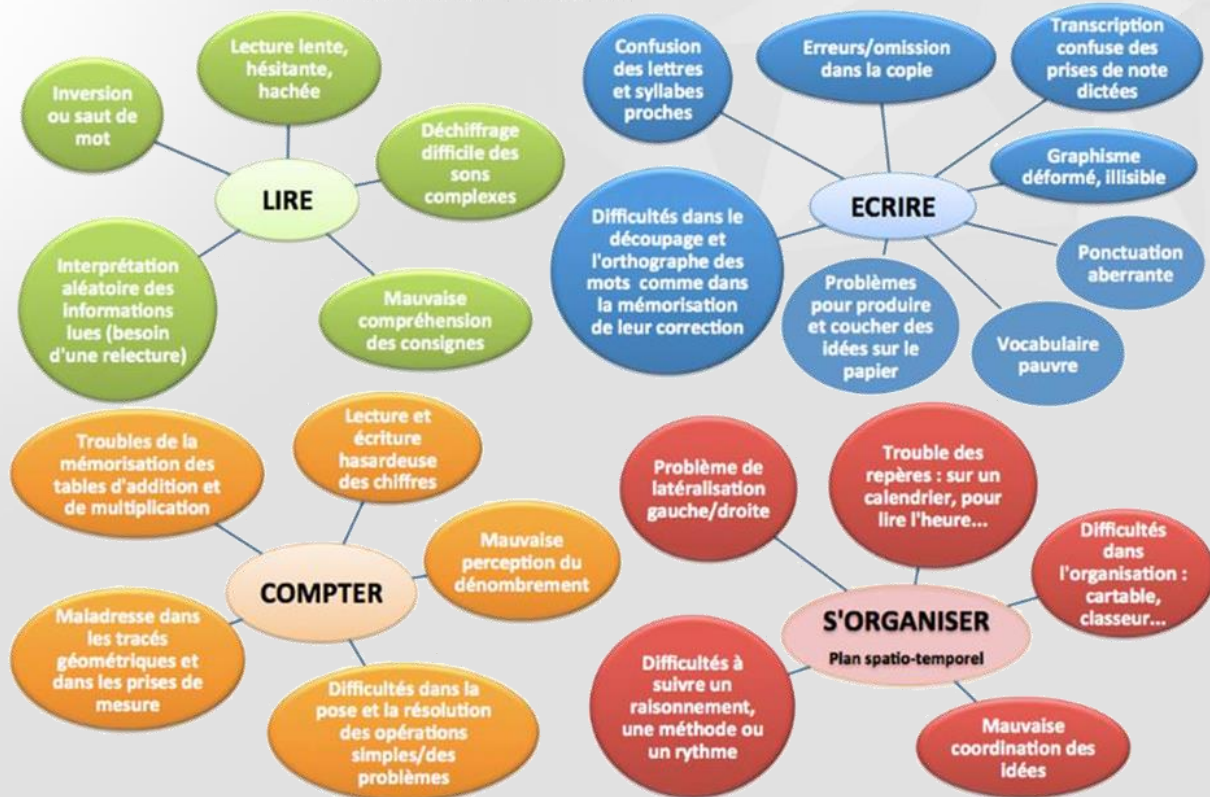 Lecture lente,
hésitante,
hachée
Inversion
ou saut de
mot
Déchiffrage
difficile des
sons
complexes
LIRE
Interprétation
aléatoire des
informations
lues (besoin
d'une relecture)
Mauvaise
compréhension
des consignes
Confusion
des lettres
et syllabes
proches
Erreurs/omission
dans la copie
Transcription
confuse des
prises de note
dictées
Graphisme
déformé, illisible
ECRIRE
Difficultés dans le
découpage et
l'orthographe des
mots comme dans
la mémorisation
de leur correction
Problèmes
pour produire
et coucher des
idées sur le
papier
Vocabulaire
pauvre
Ponctuation
aberrante
Troubles de la
mémorisation des
tables d'addition et
de multiplication
Lecture et
écriture
hasardeuse
des chiffres
Mauvaise
perception du
dénombrement
COMPTER
Maladresse dans
les tracés
géométriques et
dans les prises de
mesure
Difficultés dans la
pose et la résolution
des opérations
simples/des
problèmes
Problème de
latéralisation
gauche/droite
Trouble des
repères : sur un
calendrier, pour
lire l'heure...
Difficultés
dans
l'organisation :
cartable,
classeur...
S'ORGANISER
Plan spatio-temporel
Difficultés à
suivre un
raisonnement,
une méthode ou
un rythme
Mauvaise
coordination des
idées